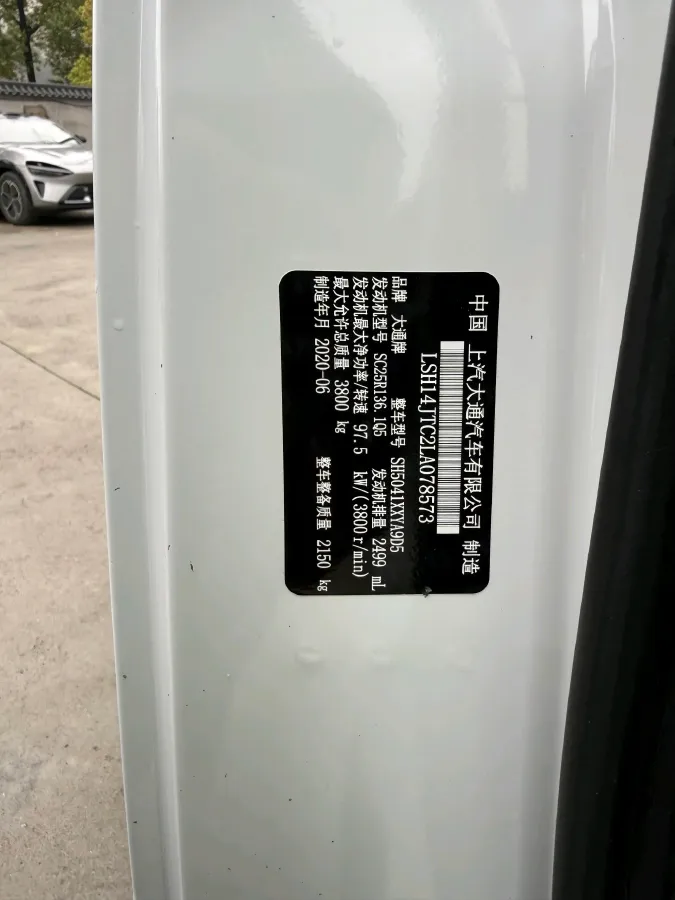 中国 上汽大通汽车有限公司 制造
LSH14JTC2LA078573
品牌 大通牌 整车型号 SH5041XXYA9D5
发动机型号 SC25R136.1Q5 发动机排量 2499 mL
发动机最大净功率/转速 97.5 kW/(3800r/min)
最大允许总质量 3800 kg
制造年月 2020-06 整车整备质量 2150 kg